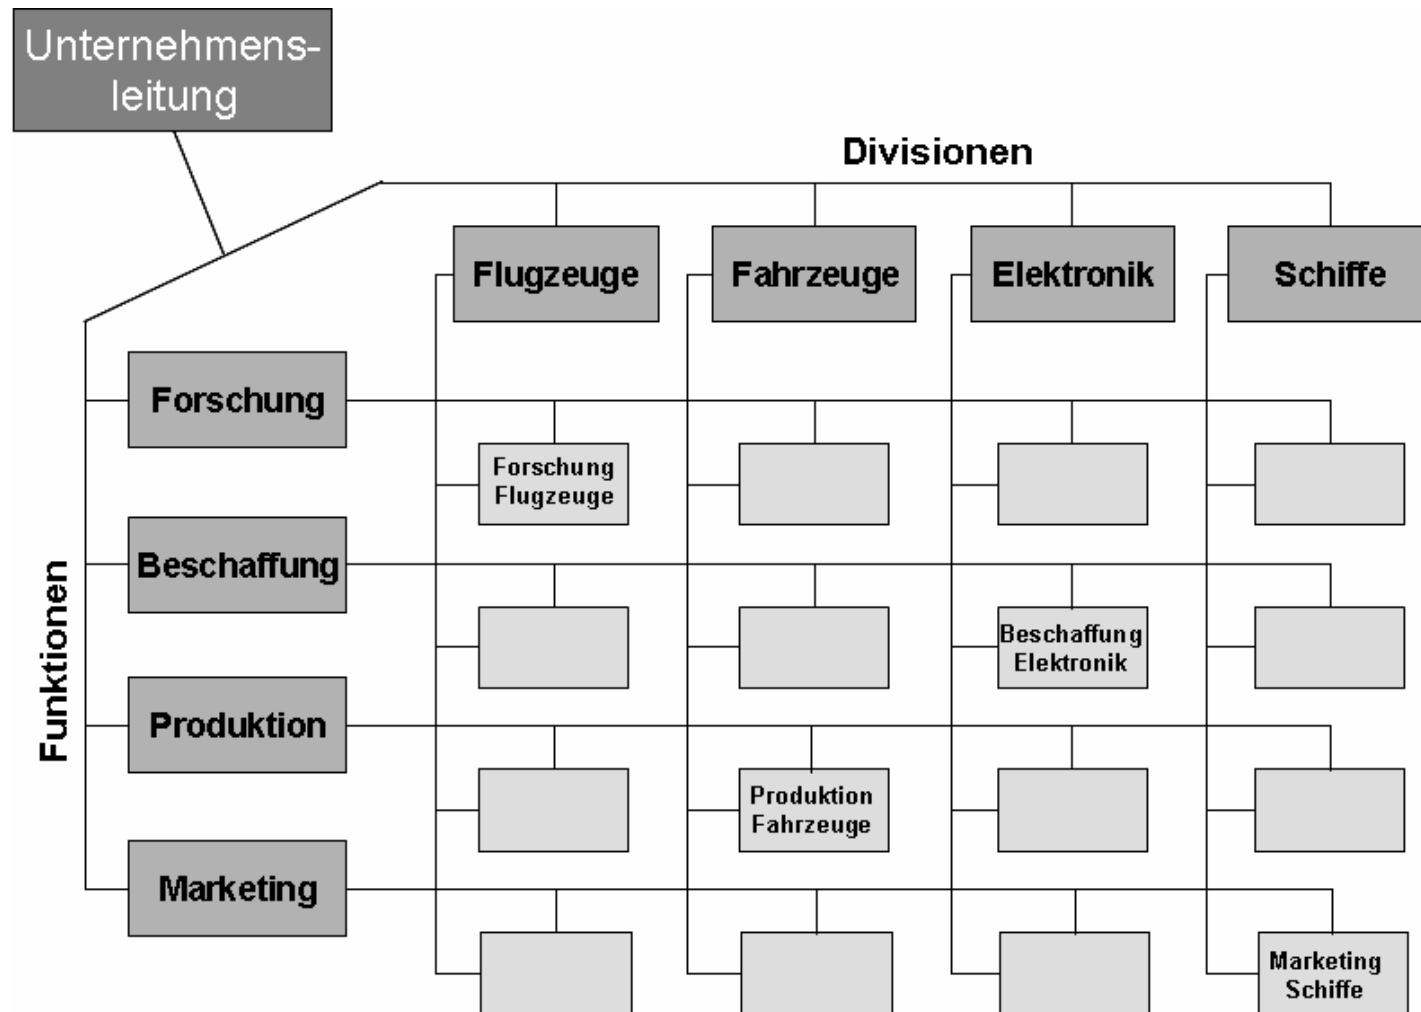 Unternehmens-
leitung
Divisionen
Flugzeuge
Fahrzeuge
Elektronik
Schiffe
Funktionen
Forschung
Forschung
Flugzeuge
Beschaffung
Beschaffung
Elektronik
Produktion
Produktion
Fahrzeuge
Marketing
Marketing
Schiffe